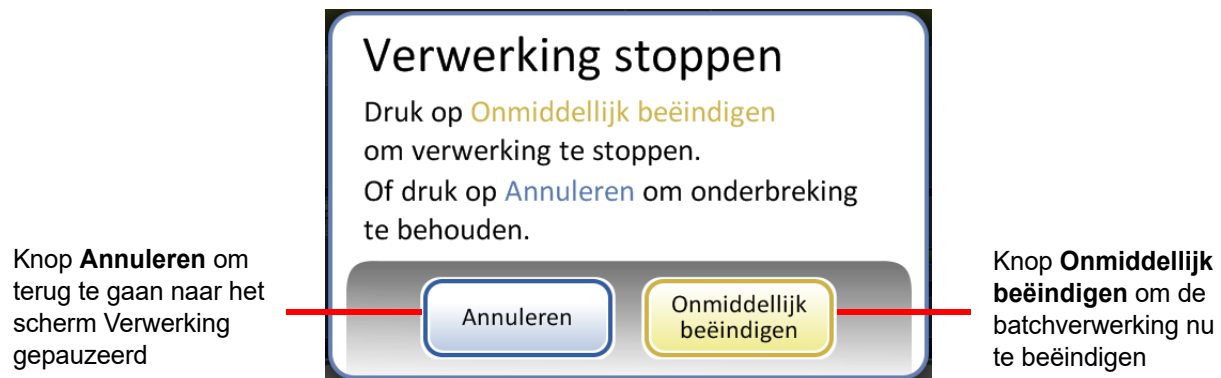 Verwerking stoppen
Druk op Onmiddellijk beëindigen
om verwerking te stoppen.
Of druk op Annuleren om onderbreking
te behouden.
Knop Annuleren om
terug te gaan naar het
scherm Verwerking
gepauzeerd
Annuleren
Onmiddellijk
beëindigen
Knop Onmiddellijk
beëindigen om de
batchverwerking nu
te beëindigen